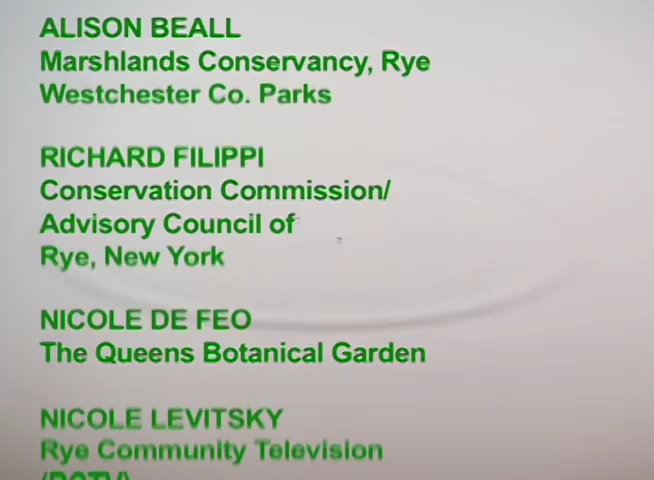 ALISON BEALL
Marshlands Conservancy, Rye
Westchester Co. Parks
RICHARD FILIPPI
Conservation Commission/
Advisory Council of
Rye, New York
NICOLE DE FEO
The Queens Botanical Garden
NICOLE LEVITSKY
Rye Community Television